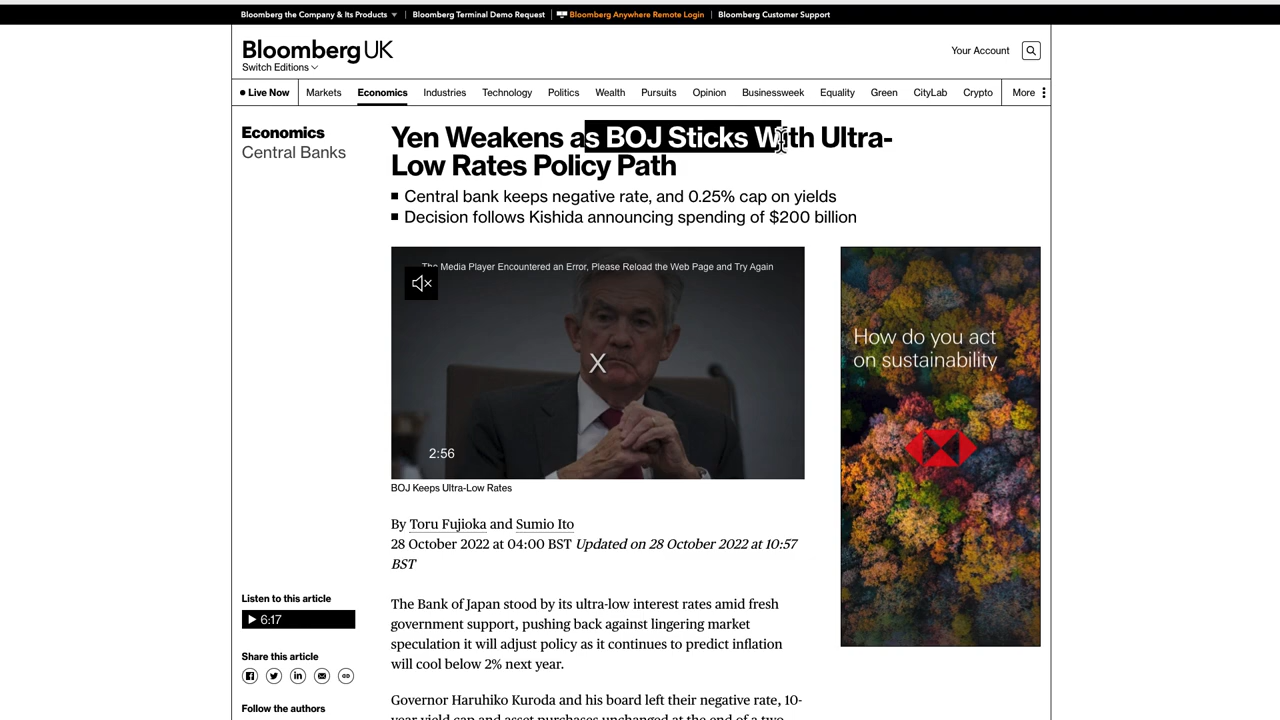 Bloomberg the Company & Its Products
Bloomberg Terminal Demo Request
Bloomberg Anywhere Remote Login
Bloomberg Customer Support
Bloomberg UK
Switch Editions
Your Account
Live Now
Markets
Economics
Industries
Technology
Politics
Wealth
Pursuits
Opinion
Businessweek
Equality
Green
CityLab
Crypto
More
Economics
Central Banks
Yen Weakens as BOJ Sticks With Ultra-
Low Rates Policy Path
Central bank keeps negative rate, and 0.25% cap on yields
Decision follows Kishida announcing spending of $200 billion
The Media Player Encountered an Error, Please Reload the Web Page and Try Again
X
2:56
BOJ Keeps Ultra-Low Rates
How do you act
on sustainability
By Toru Fujioka and Sumio Ito
28 October 2022 at 04:00 BST Updated on 28 October 2022 at 10:57
BST
Listen to this article
6:17
Share this article
Follow the authors
The Bank of Japan stood by its ultra-low interest rates amid fresh
government support, pushing back against lingering market
speculation it will adjust policy as it continues to predict inflation
will cool below 2% next year.
Governor Haruhiko Kuroda and his board left their negative rate, 10-
year yield cap and asset purchases unchanged at the end of a two-